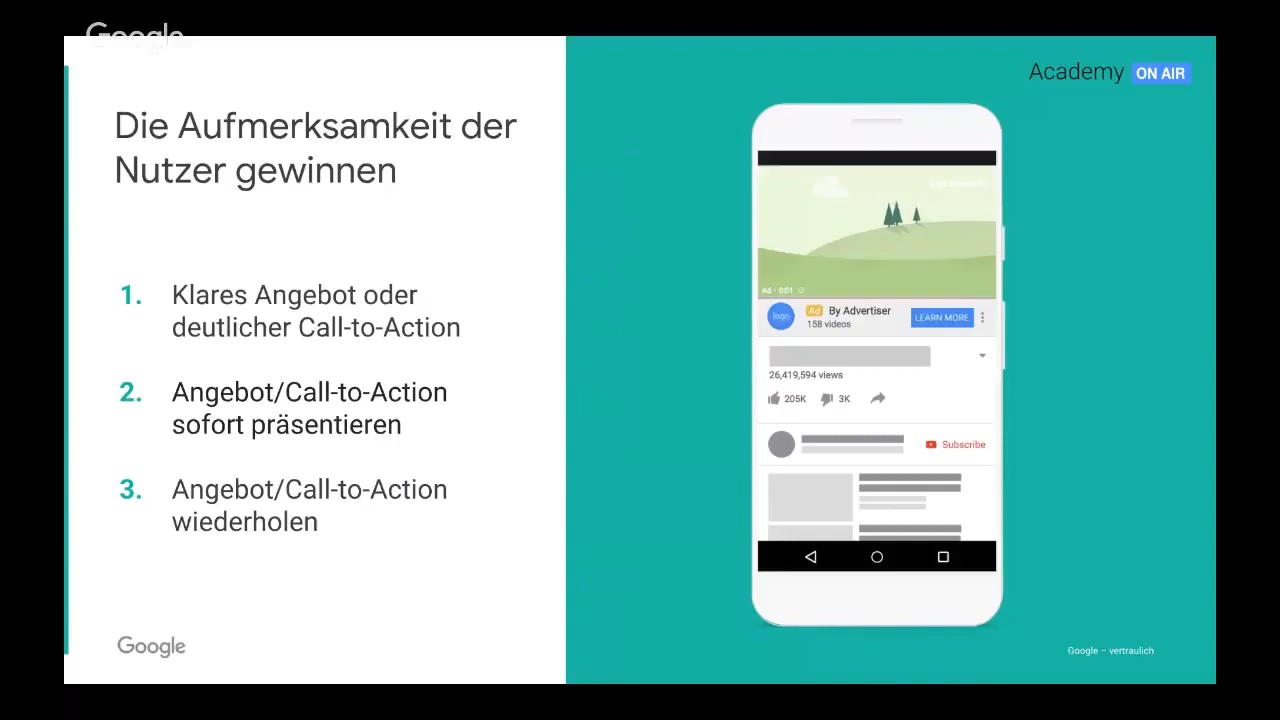 Google
Academy ON AIR
Die Aufmerksamkeit der
Nutzer gewinnen
1. Klares Angebot oder
deutlicher Call-to-Action
2. Angebot/Call-to-Action
sofort präsentieren
3. Angebot/Call-to-Action
wiederholen
Ad · 0:01
logo
Ad By Advertiser
158 videos
LEARN MORE
26,419,594 views
205K 3K
Subscribe
Google
Google – vertraulich